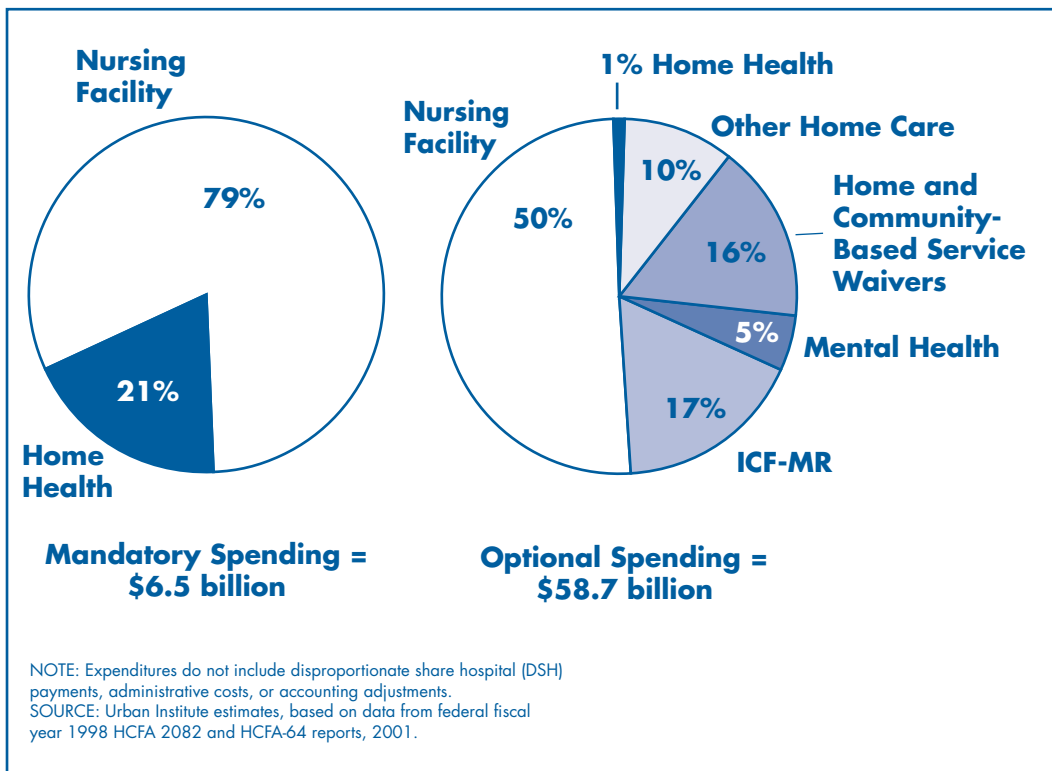 Nursing
Facility
79%
21%
Home
Health
Mandatory Spending =
$6.5 billion
1% Home Health
Nursing
Facility
Other Home Care
10%
50%
Home and
Community-
Based Service
Waivers
16%
5%
Mental Health
17%
ICF-MR
Optional Spending =
$58.7 billion
NOTE: Expenditures do not include disproportionate share hospital (DSH)
payments, administrative costs, or accounting adjustments.
SOURCE: Urban Institute estimates, based on data from federal fiscal
year 1998 HCFA 2082 and HCFA-64 reports, 2001.